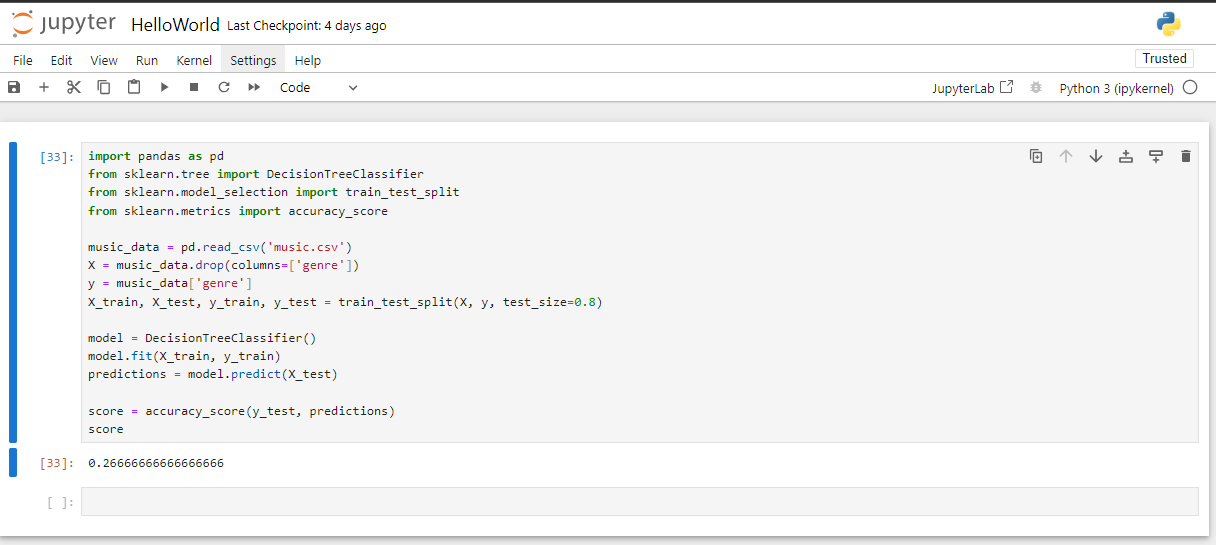 jupyter HelloWorld Last Checkpoint: 4 days ago
File Edit View Run Kernel Settings Help Trusted
Code JupyterLab Python 3 (ipykernel)
[33]:
import pandas as pd
from sklearn.tree import DecisionTreeClassifier
from sklearn.model_selection import train_test_split
from sklearn.metrics import accuracy_score
music_data = pd.read_csv('music.csv')
X = music_data.drop(columns=['genre'])
y = music_data['genre']
X_train, X_test, y_train, y_test = train_test_split(X, y, test_size=0.8)
model = DecisionTreeClassifier()
model.fit(X_train, y_train)
predictions = model.predict(X_test)
score = accuracy_score(y_test, predictions)
score
[33]: 0.26666666666666666
[ ]: